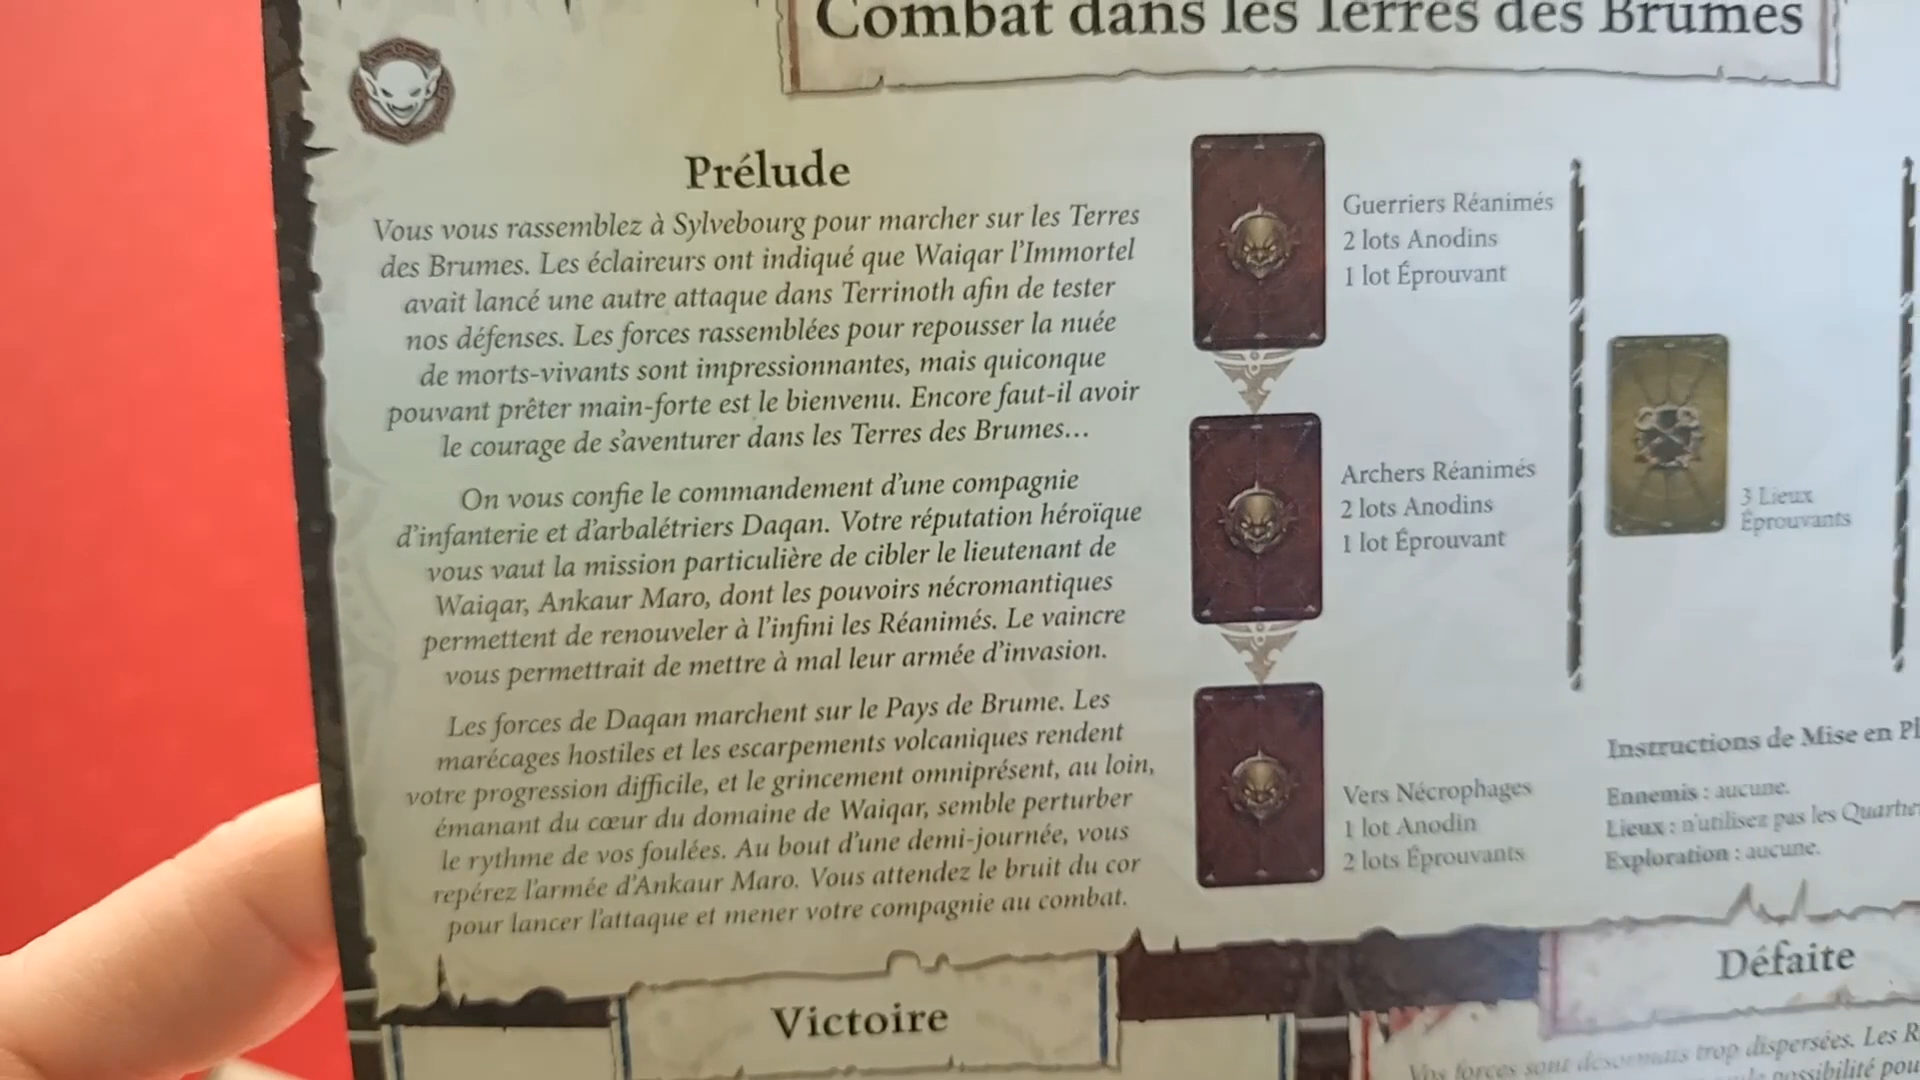 Combat dans les Terres des Brumes
Prélude
Vous vous rassemblez à Sylvebourg pour marcher sur les Terres
des Brumes. Les éclaireurs ont indiqué que Waiqar l'Immortel
avait lancé une autre attaque dans Terrinoth afin de tester
nos défenses. Les forces rassemblées pour repousser la nuée
de morts-vivants sont impressionnantes, mais quiconque
pouvant prêter main-forte est le bienvenu. Encore faut-il avoir
le courage de s'aventurer dans les Terres des Brumes...
On vous confie le commandement d'une compagnie
d'infanterie et d'arbalétriers Daqan. Votre réputation héroïque
vous vaut la mission particulière de cibler le lieutenant de
Waiqar, Ankaur Maro, dont les pouvoirs nécromantiques
permettent de renouveler à l'infini les Réanimés. Le vaincre
vous permettrait de mettre à mal leur armée d'invasion.
Les forces de Daqan marchent sur le Pays de Brume. Les
marécages hostiles et les escarpements volcaniques rendent
votre progression difficile, et le grincement omniprésent, au loin,
émanant du cœur du domaine de Waiqar, semble perturber
le rythme de vos foulées. Au bout d'une demi-journée, vous
repérez l'armée d'Ankaur Maro. Vous attendez le bruit du cor
pour lancer l'attaque et mener votre compagnie au combat.
Guerriers Réanimés
2 lots Anodins
1 lot Éprouvant
Archers Réanimés
2 lots Anodins
1 lot Éprouvant
Vers Nécrophages
1 lot Anodin
2 lots Éprouvants
3 Lieux
Éprouvants
Instructions de Mise en Pl
Ennemis : aucune.
Lieux : n'utilisez pas les Quartie
Exploration : aucune.
Victoire
Défaite
Vos forces sont désormais trop dispersées. Les R
possibilité pou